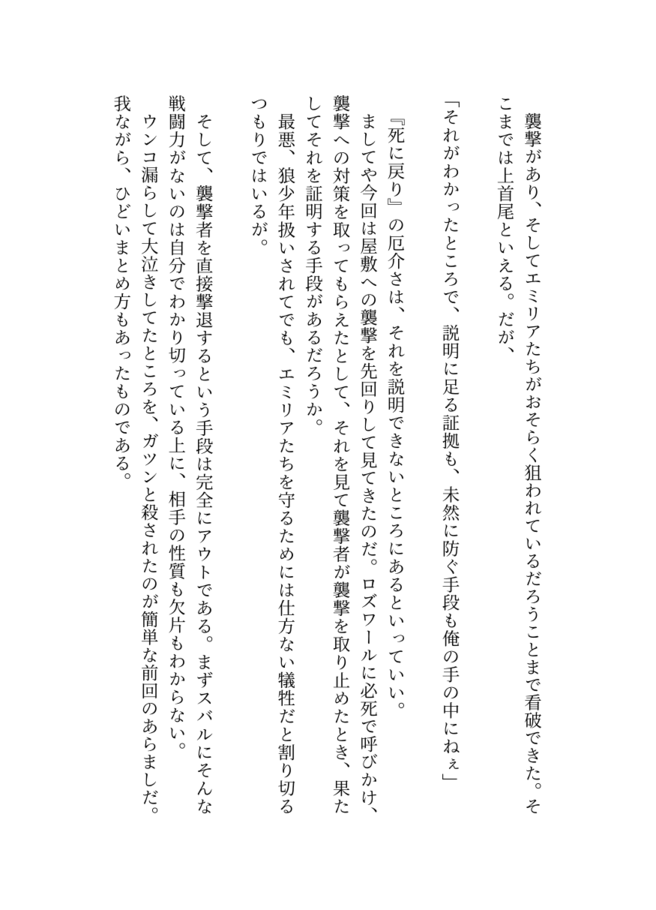 襲撃があり、そしてエミリアたちがおそらく狙われているだろうことまで看破できた。そ
こまでは上首尾といえる。だが、
「それがわかったところで、説明に足る証拠も、未然に防ぐ手段も俺の手の中にねぇ」
　『死に戻り』の厄介さは、それを説明できないところにあるといっていい。
　ましてや今回は屋敷への襲撃を先回りして見てきたのだ。ロズワールに必死で呼びかけ、
襲撃への対策を取ってもらえたとして、それを見て襲撃者が襲撃を取り止めたとき、果た
してそれを証明する手段があるだろうか。
　最悪、狼少年扱いされてでも、エミリアたちを守るためには仕方ない犠牲だと割り切る
つもりではいるが。
　そして、襲撃者を直接撃退するという手段は完全にアウトである。まずスバルにそんな
戦闘力がないのは自分でわかり切っている上に、相手の性質も欠片もわからない。
　ウンコ漏らして大泣きしてたところを、ガツンと殺されたのが簡単な前回のあらましだ。
我ながら、ひどいまとめ方もあったものである。